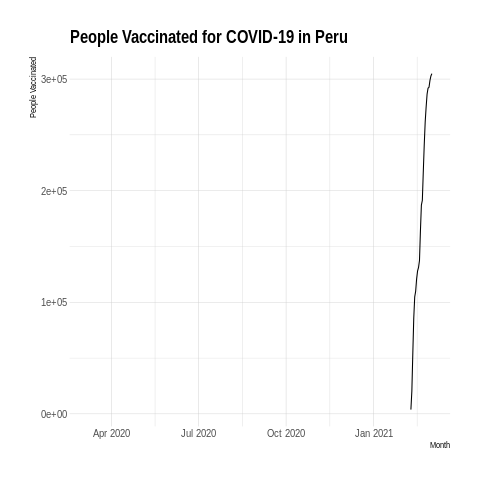 People Vaccinated for COVID-19 in Peru
People Vaccinated
3e+05
2e+05
1e+05
0e+00
Apr 2020
Jul 2020
Oct 2020
Jan 2021
Month